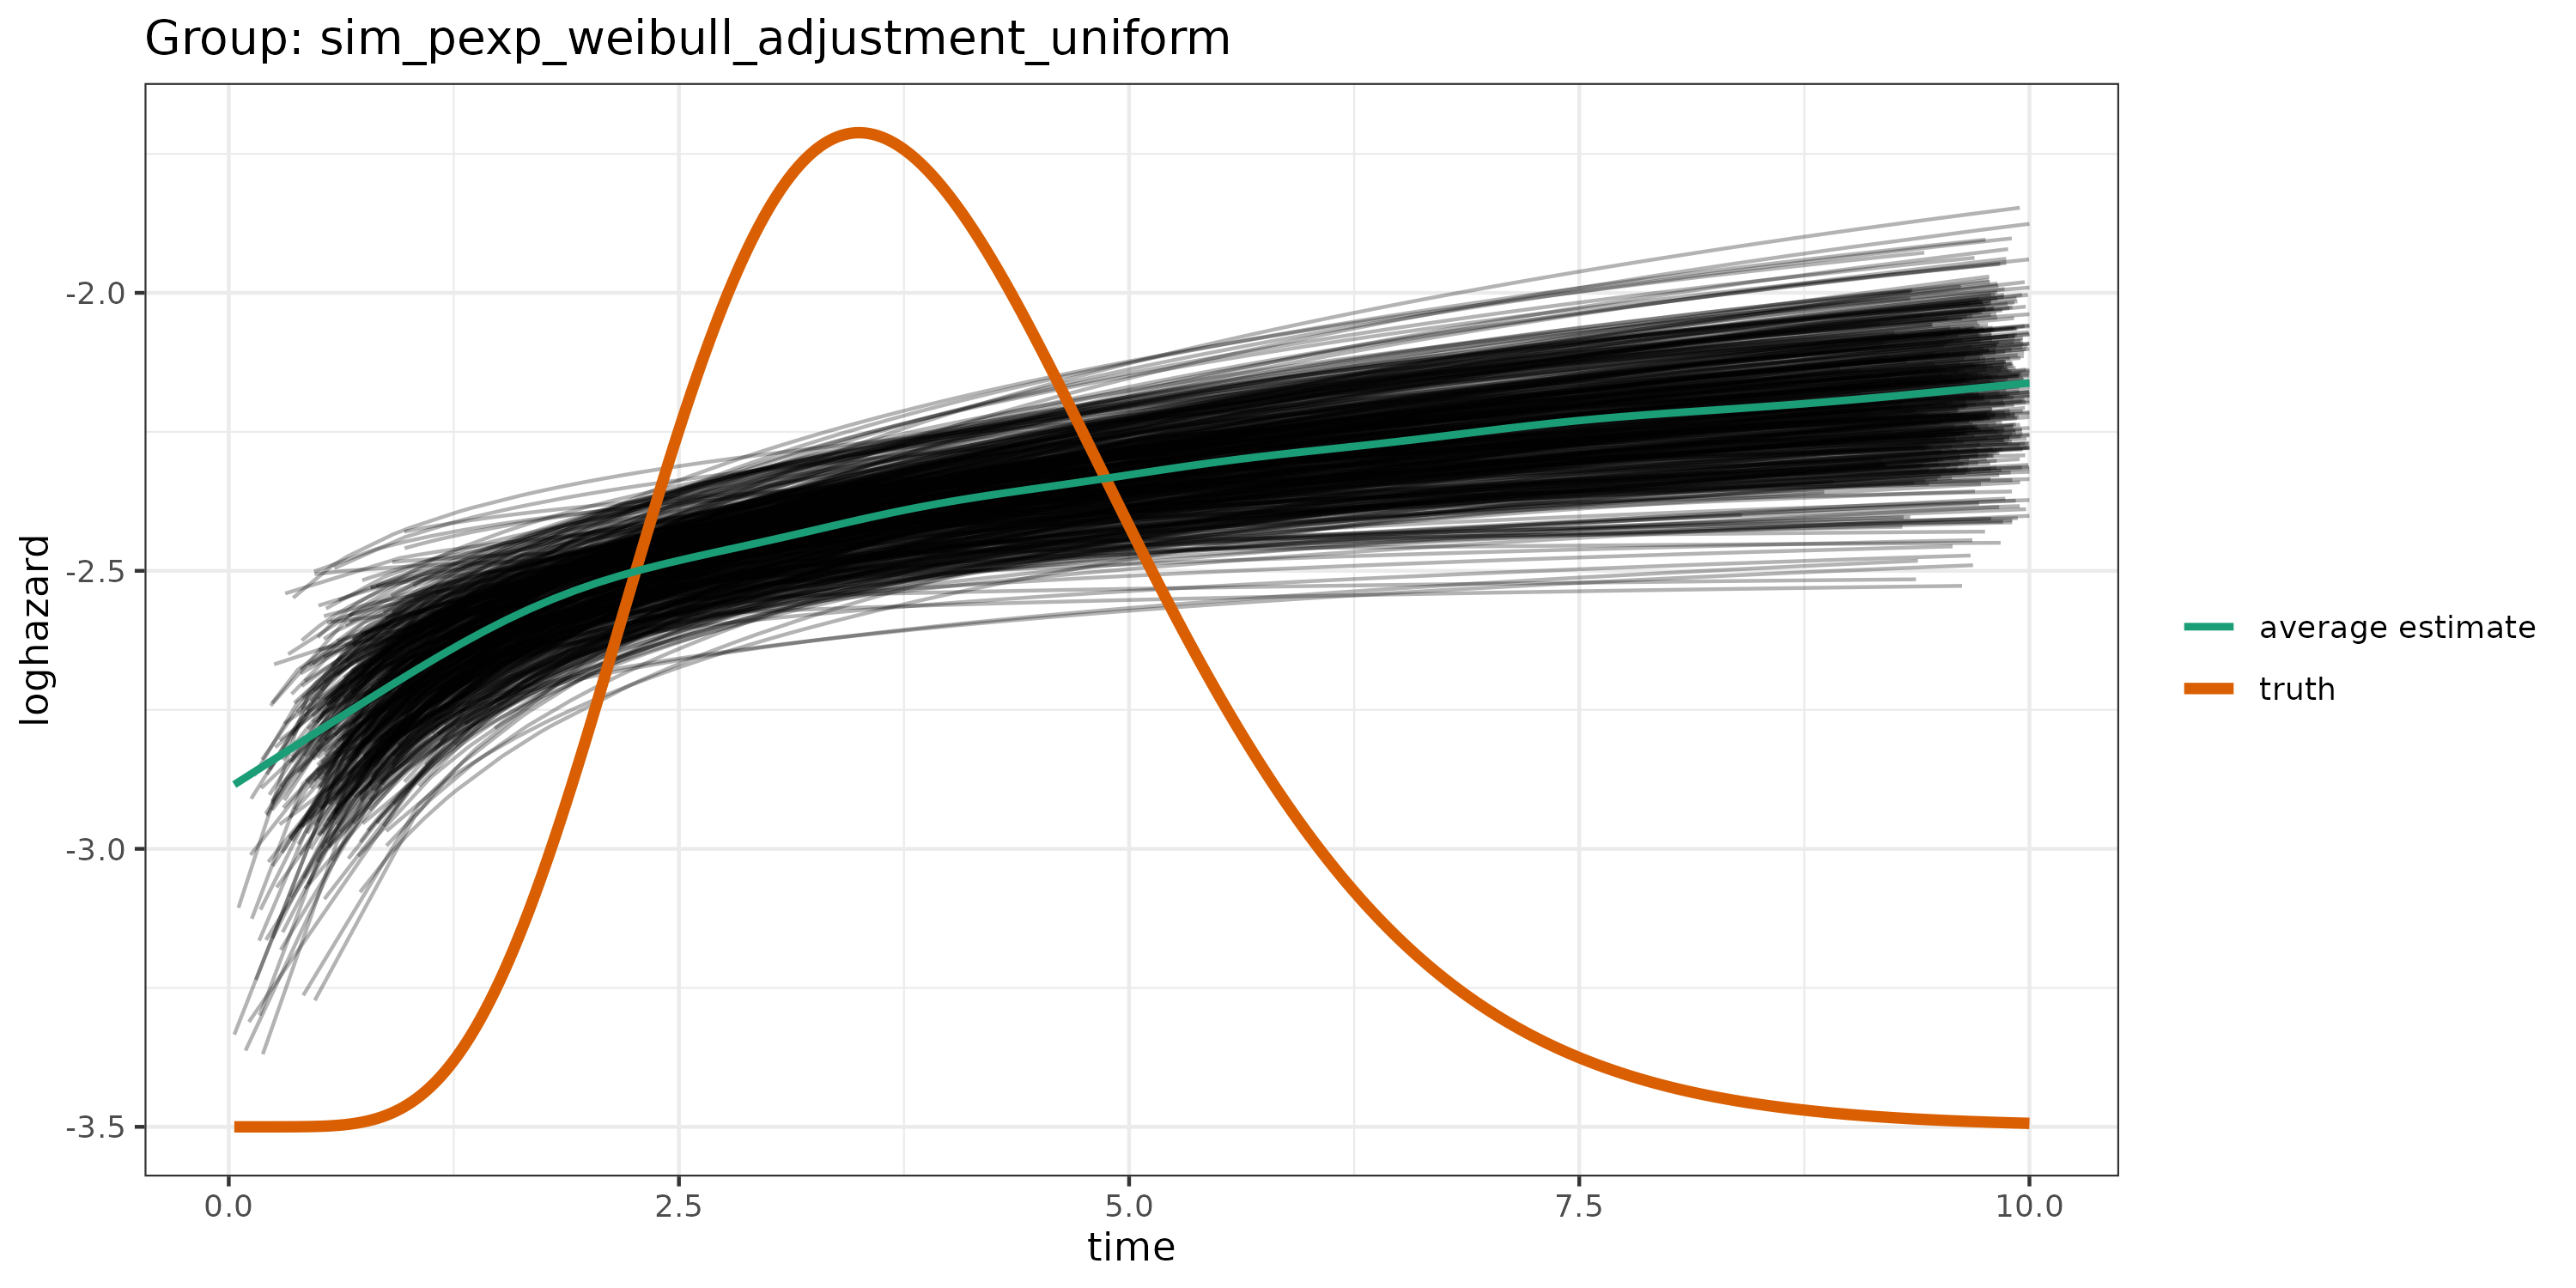 Group: sim_pexp_weibull_adjustment_uniform
loghazard
-2.0
-2.5
-3.0
-3.5
0.0
2.5
5.0
7.5
10.0
time
average estimate
truth